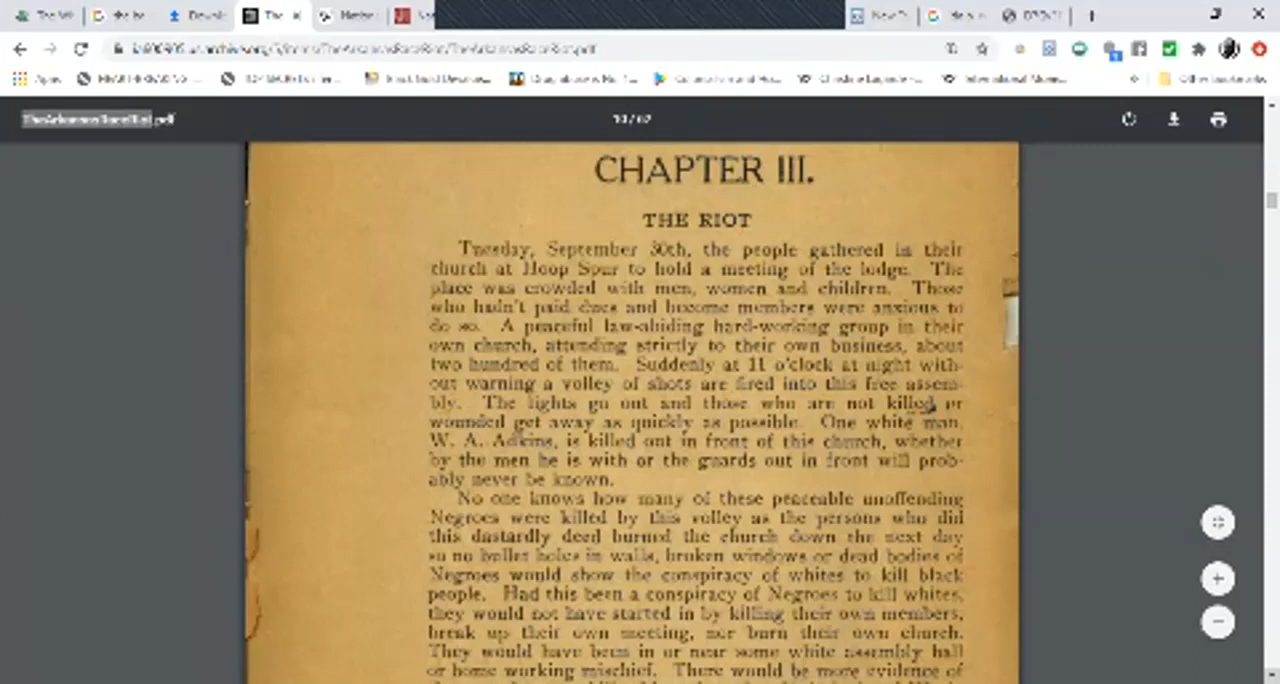 Apps
Other bookmarks
TheArkansasRaceRiot.pdf
10 / 62
CHAPTER III.
THE RIOT
Tuesday, September 30th, the people gathered in their
church at Hoop Spur to hold a meeting of the lodge. The
place was crowded with men, women and children. Those
who hadn't paid dues and become members were anxious to
do so. A peaceful law-abiding hard-working group in their
own church, attending strictly to their own business, about
two hundred of them. Suddenly at 11 o'clock at night with-
out warning a volley of shots are fired into this free assem-
bly. The lights go out and those who are not killed or
wounded get away as quickly as possible. One white man,
W. A. Adkins, is killed out in front of this church, whether
by the men he is with or the guards out in front will prob-
ably never be known.
No one knows how many of these peaceable unoffending
Negroes were killed by this volley as the persons who did
this dastardly deed burned the church down the next day
so no bullet holes in walls, broken windows or dead bodies of
Negroes would show the conspiracy of whites to kill black
people. Had this been a conspiracy of Negroes to kill whites,
they would not have started in by killing their own members,
break up their own meeting, nor burn their own church.
They would have been in or near some white assembly hall
or home working mischief. There would be more evidence of